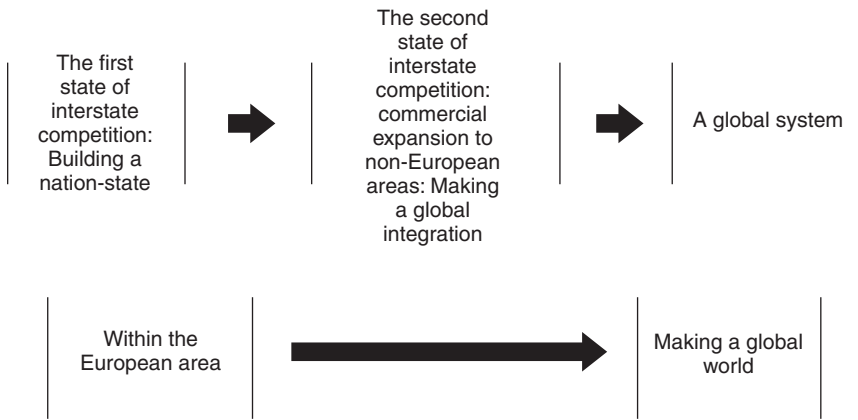 The first
state of
interstate
competition:
Building a
nation-state
The second
state of
interstate
competition:
commercial
expansion to
non-European
areas: Making
a global
integration
A global system
Within the
European area
Making a global
world